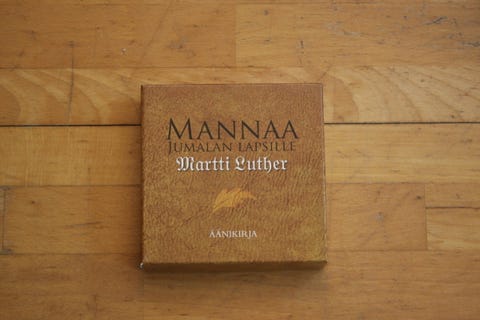 MANNAA
JUMALAN LAPSILLE
Martti Luther
ÄÄNIKIRJA